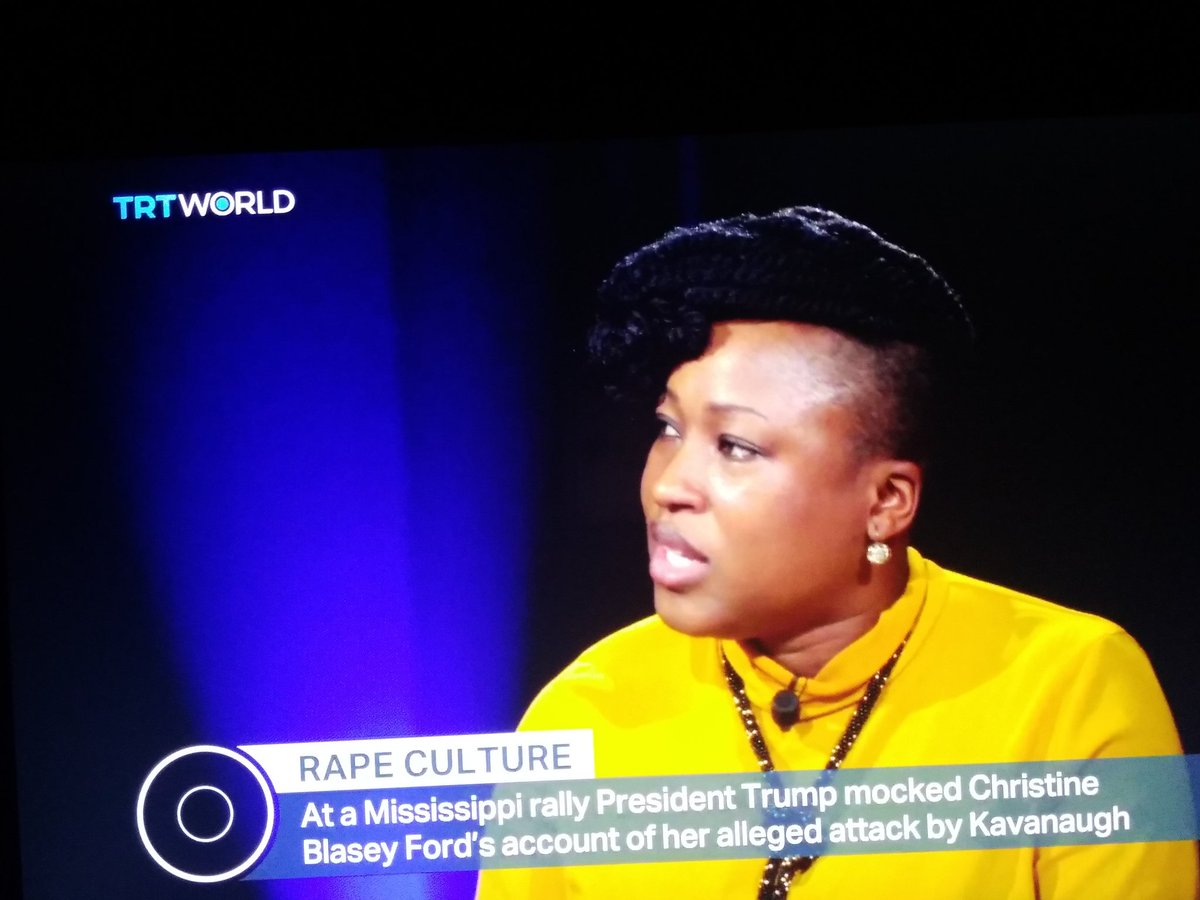 TRTWORLD
RAPE CULTURE
At a Mississippi rally President Trump mocked Christine
Blasey Ford's account of her alleged attack by Kavanaugh